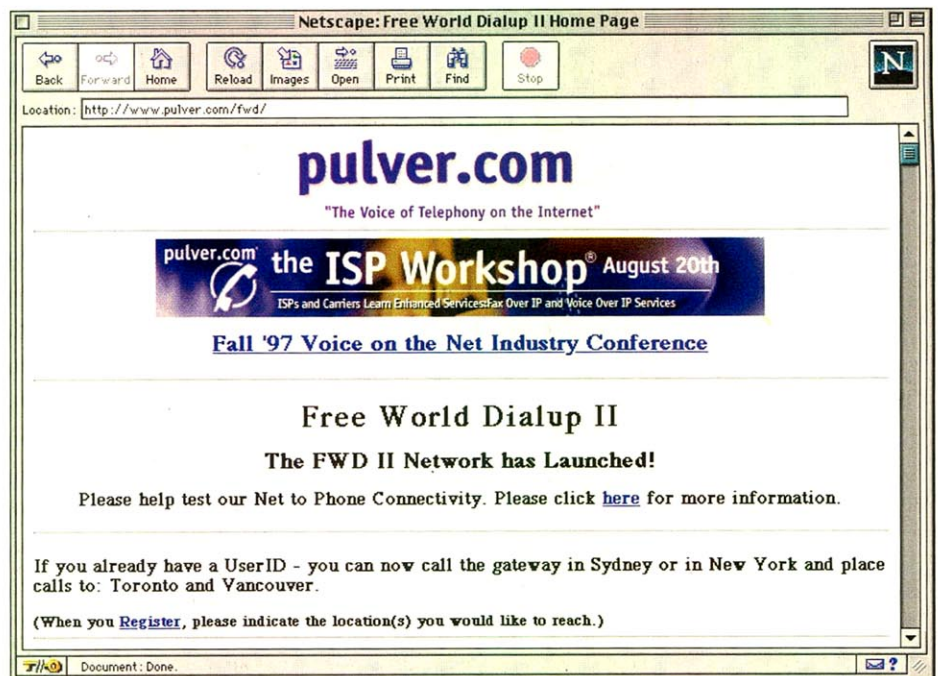 Netscape: Free World Dialup II Home Page
Back Forward Home Reload Images Open Print Find Stop
N
Location: http://www.pulver.com/fwd/
pulver.com
"The Voice of Telephony on the Internet"
pulver.com the ISP Workshop® August 20th
ISPs and Carriers Learn Enhanced Services:Fax Over IP and Voice Over IP Services
Fall '97 Voice on the Net Industry Conference
Free World Dialup II
The FWD II Network has Launched!
Please help test our Net to Phone Connectivity. Please click here for more information.
If you already have a UserID - you can now call the gateway in Sydney or in New York and place
calls to: Toronto and Vancouver.
(When you Register, please indicate the location(s) you would like to reach.)
Document: Done.
?